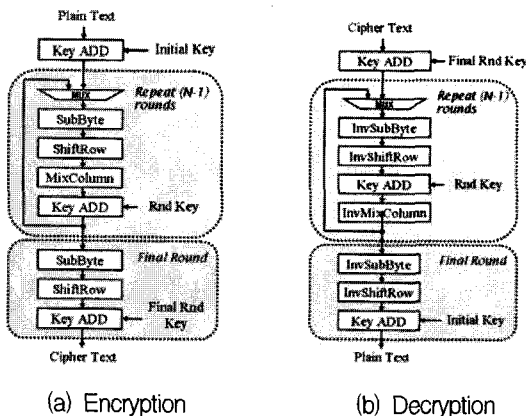 Plain Text
Key ADD
Initial Key
MUX
Repeat (N-1)
rounds
SubByte
ShiftRow
MixColumn
Key ADD
Rnd Key
SubByte
Final Round
ShiftRow
Key ADD
Final Rnd
Key
Cipher Text
(a) Encryption
Cipher Text
Key ADD
Final Rnd Key
MUX
Repeat (N-1)
rounds
InvSubByte
InvShiftRow
Key ADD
Rnd Key
InvMixColumn
Final Round
InvSubByte
InvShiftRow
Key ADD
Initial Key
Plain Text
(b) Decryption